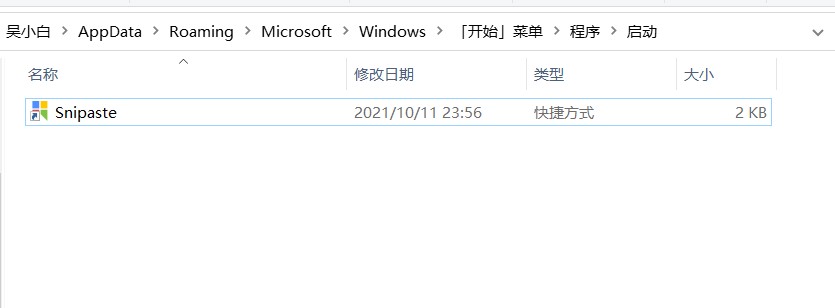 吴小白 > AppData > Roaming > Microsoft > Windows > 「开始」菜单 > 程序 > 启动
名称 修改日期 类型 大小
Snipaste 2021/10/11 23:56 快捷方式 2 KB